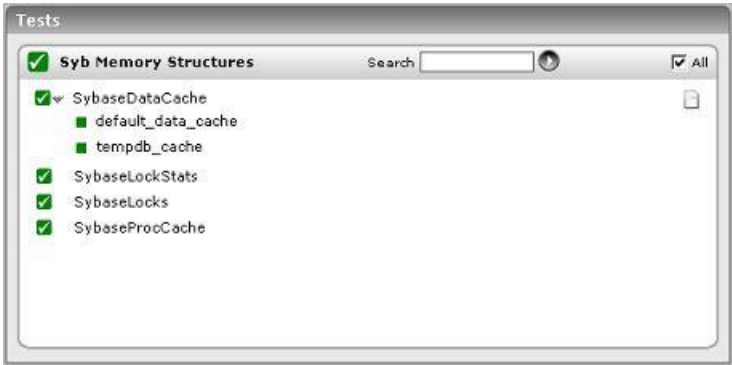 Tests
Syb Memory Structures Search All
SybaseDataCache
default_data_cache
tempdb_cache
SybaseLockStats
SybaseLocks
SybaseProcCache